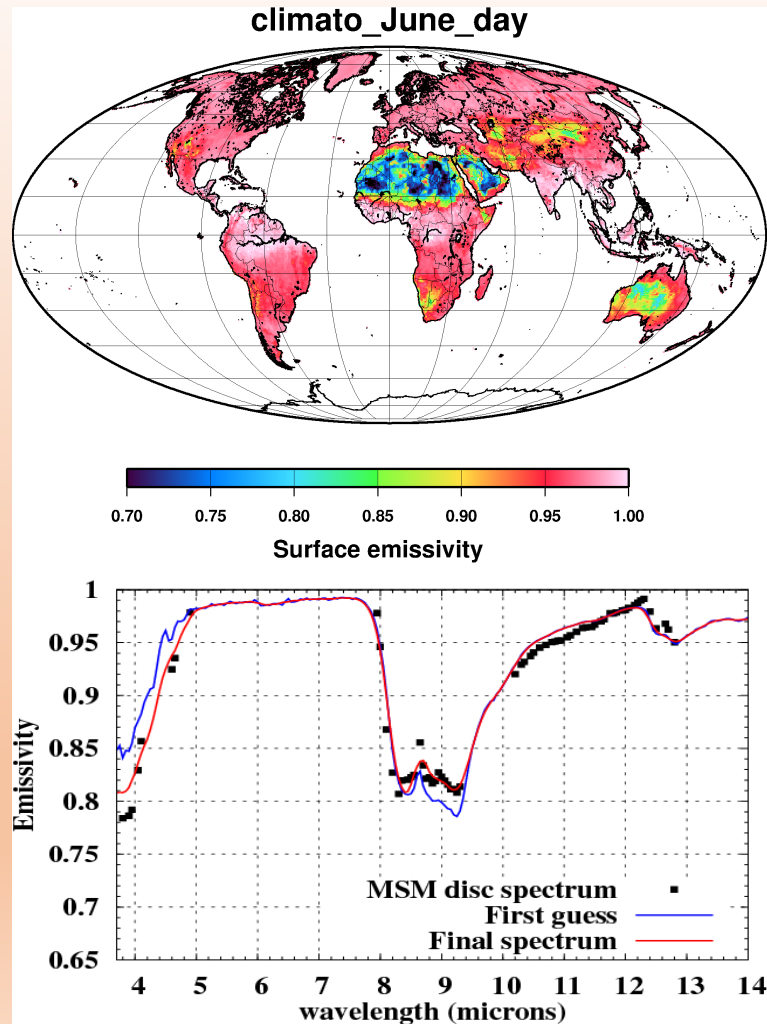 climato_June_day
0.70 0.75 0.80 0.85 0.90 0.95 1.00
Surface emissivity
1
0.95
0.9
0.85
0.8
0.75
0.7
0.65
Emissivity
MSM disc spectrum
First guess
Final spectrum
4 5 6 7 8 9 10 11 12 13 14
wavelength (microns)